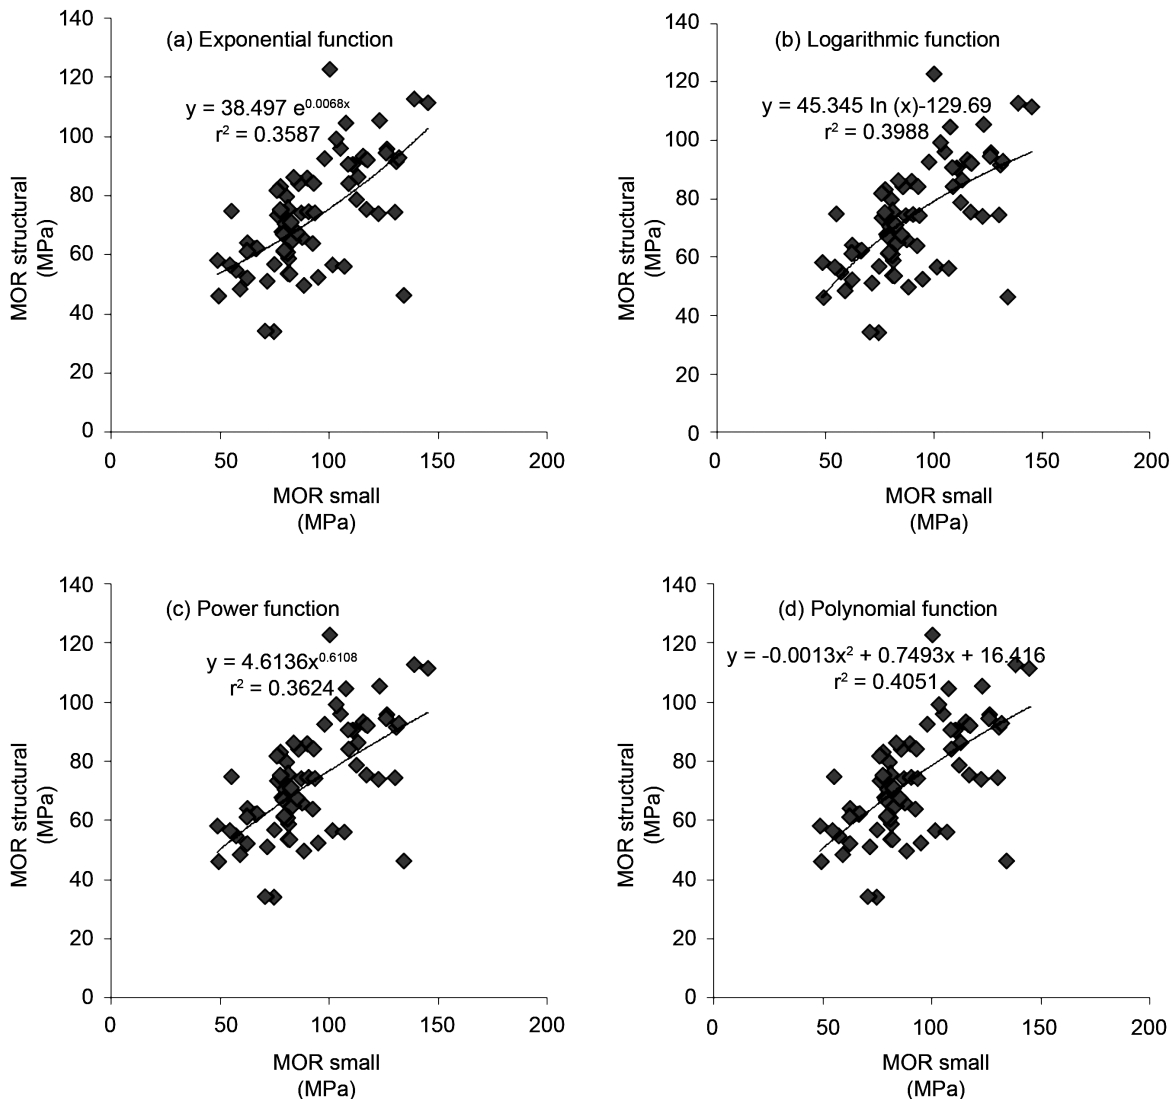 (a) Exponential function
y = 38.497 e^0.0068x
r² = 0.3587
140
120
100
80
60
40
20
0
0 50 100 150 200
MOR structural
(MPa)
MOR small
(MPa)
(b) Logarithmic function
y = 45.345 ln (x)-129.69
r² = 0.3988
140
120
100
80
60
40
20
0
0 50 100 150 200
MOR structural
(MPa)
MOR small
(MPa)
(c) Power function
y = 4.6136x^0.6108
r² = 0.3624
140
120
100
80
60
40
20
0
0 50 100 150 200
MOR structural
(MPa)
MOR small
(MPa)
(d) Polynomial function
y = -0.0013x² + 0.7493x + 16.416
r² = 0.4051
140
120
100
80
60
40
20
0
0 50 100 150 200
MOR structural
(MPa)
MOR small
(MPa)